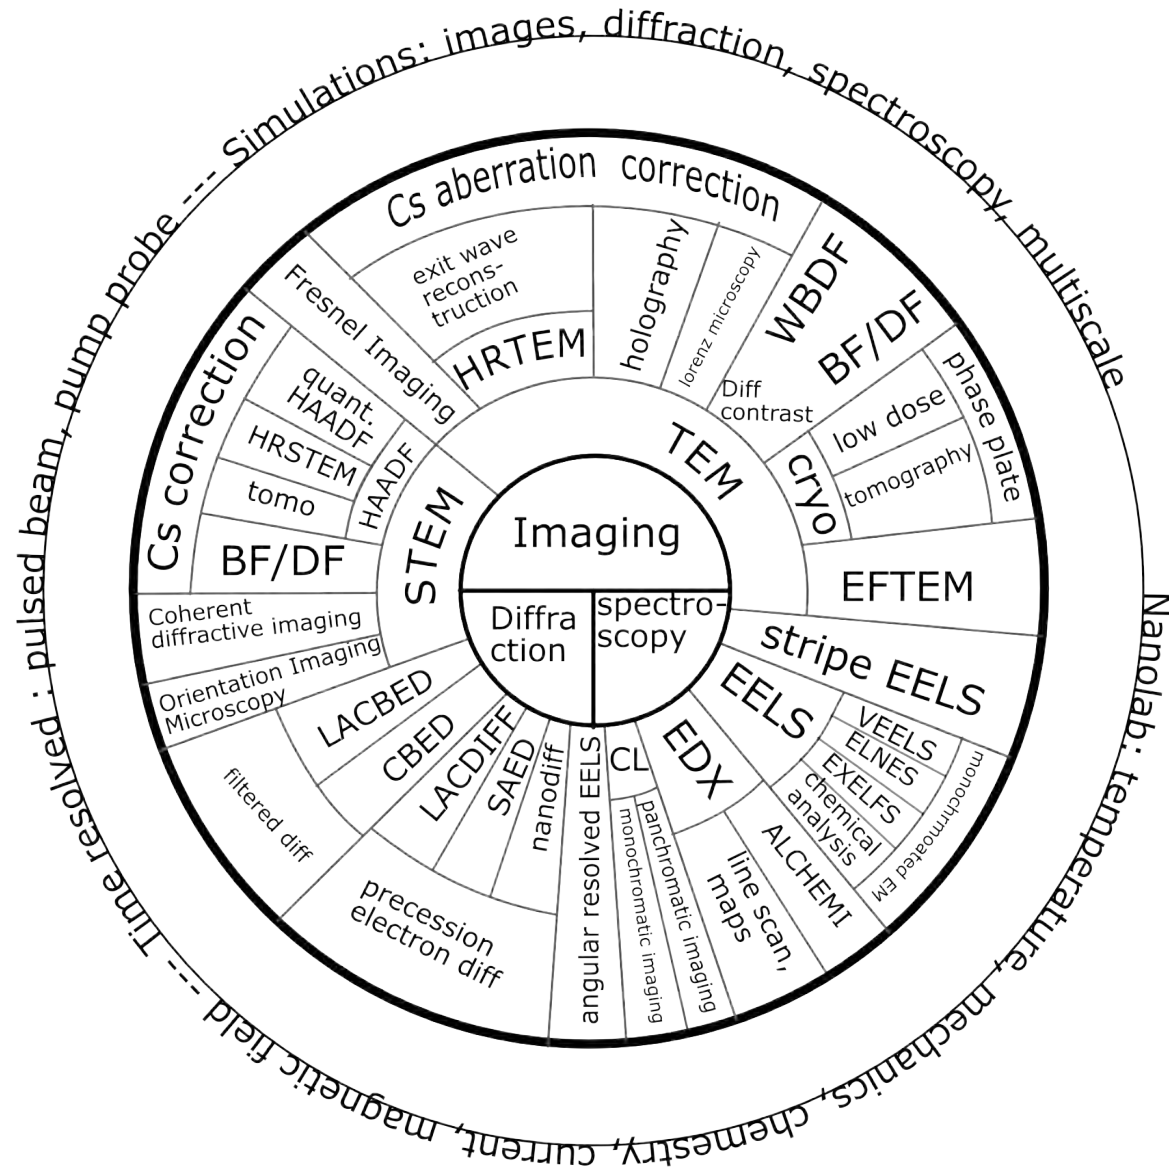 Time resolved : pulsed beam, pump probe ---- Simulations: images, diffraction, spectroscopy, multiscale
Nanolab: temperature, mechanics, chemestry, current, magnetic field ---
Cs aberration correction
exit wave
recons-
truction
HRTEM
holography
lorenz microscopy
WBDF
BF/DF
Diff
contrast
phase plate
low dose
tomography
cryo
EFTEM
Fresnel Imaging
Cs correction
quant.
HAADF
HRSTEM
tomo
HAADF
BF/DF
STEM
TEM
Imaging
Diffra
ction
spectro-
scopy
Coherent
diffractive imaging
Orientation Imaging
Microscopy
LACBED
CBED
filtered diff
LACDIFF
SAED
nanodiff
precession
electron diff
angular resolved EELS
CL
monochromatic imaging
panchromatic imaging
EDX
line scan,
maps
ALCHEMI
EELS
stripe EELS
VEELS
ELNES
EXELFS
chemical
analysis
monochrmoated EM